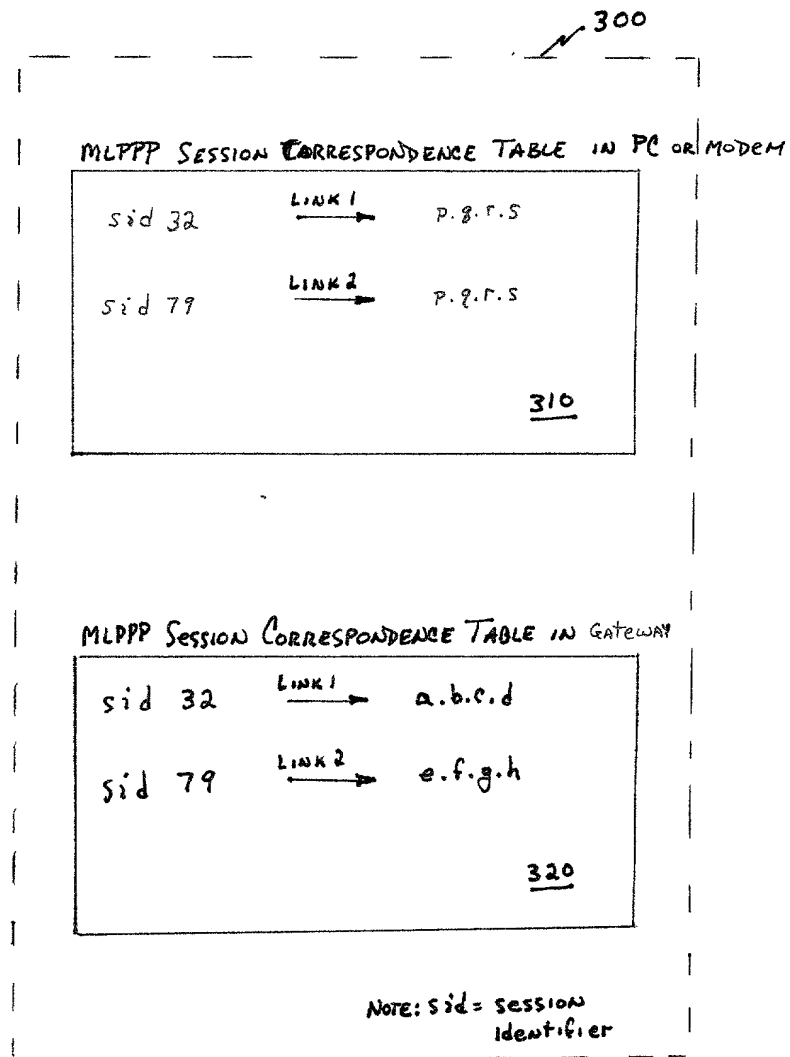 300
MLPPP SESSION CORRESPONDENCE TABLE IN PC OR MODEM
sid 32 LINK 1 p.q.r.s
sid 79 LINK 2 p.q.r.s
310
MLPPP SESSION CORRESPONDENCE TABLE IN GATEWAY
sid 32 LINK 1 a.b.c.d
sid 79 LINK 2 e.f.g.h
320
NOTE: sid = session
identifier